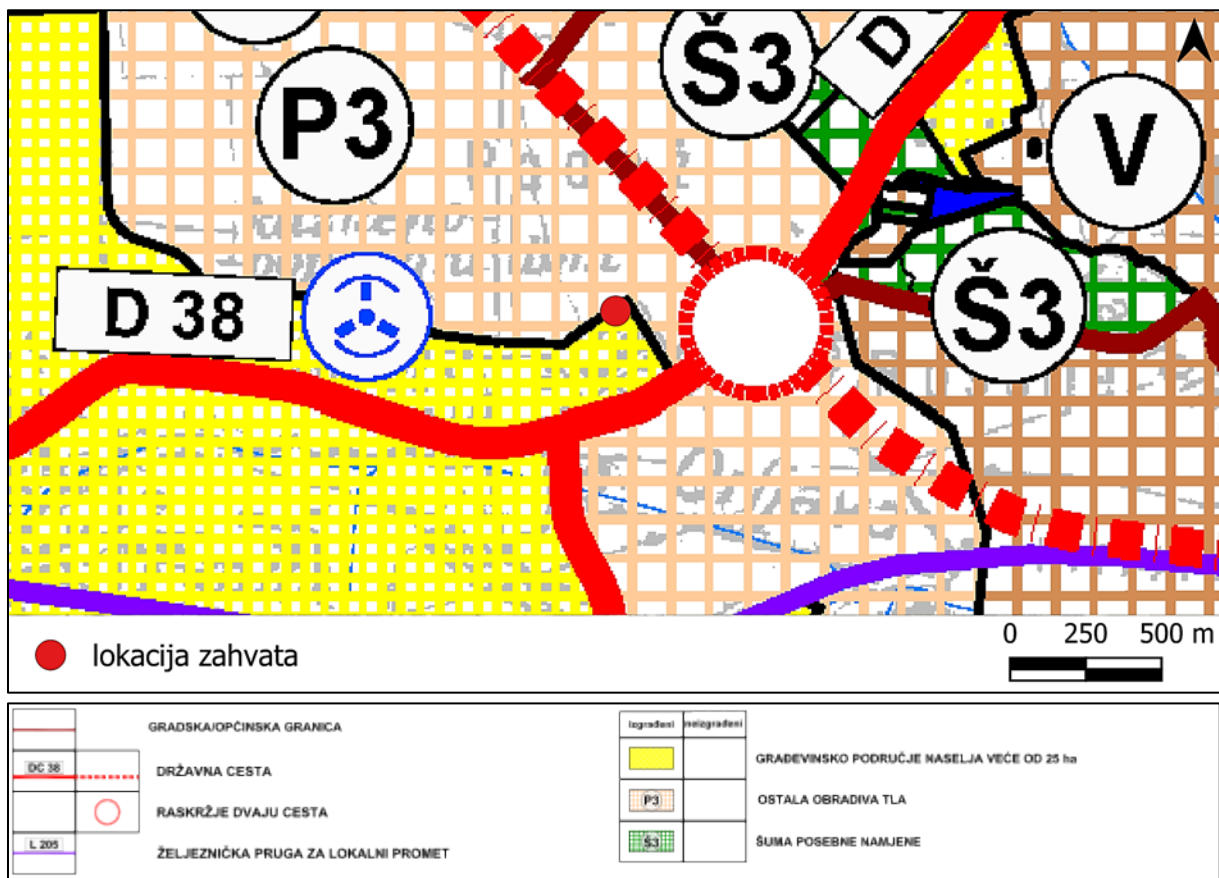 P3
Š3
D
V
D 38
Š3
0 250 500 m
lokacija zahvata
GRADSKA/OPĆINSKA GRANICA
DC 38
DRŽAVNA CESTA
RASKRŽJE DVAJU CESTA
L 205
ŽELJEZNIČKA PRUGA ZA LOKALNI PROMET
izgrađeni neizgrađeni
GRAĐEVINSKO PODRUČJE NASELJA VEĆE OD 25 ha
P3
OSTALA OBRADIVA TLA
Š3
ŠUMA POSEBNE NAMJENE